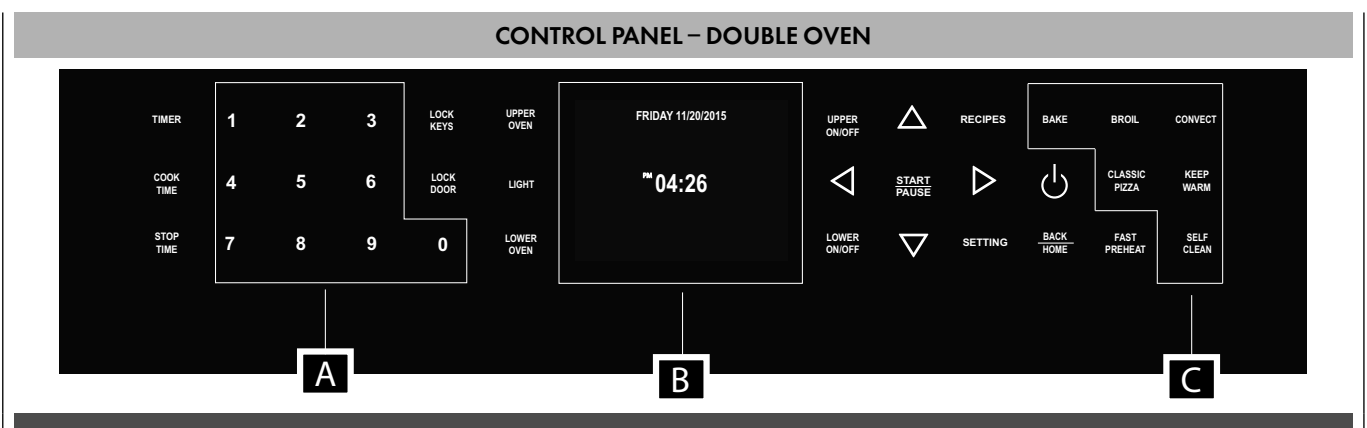 CONTROL PANEL – DOUBLE OVEN
TIMER 1 2 3 LOCK KEYS UPPER OVEN FRIDAY 11/20/2015 UPPER ON/OFF RECIPES BAKE BROIL CONVECT
COOK TIME 4 5 6 LOCK DOOR LIGHT PM 04:26 START PAUSE CLASSIC PIZZA KEEP WARM
STOP TIME 7 8 9 0 LOWER OVEN LOWER ON/OFF SETTING BACK HOME FAST PREHEAT SELF CLEAN
A B C